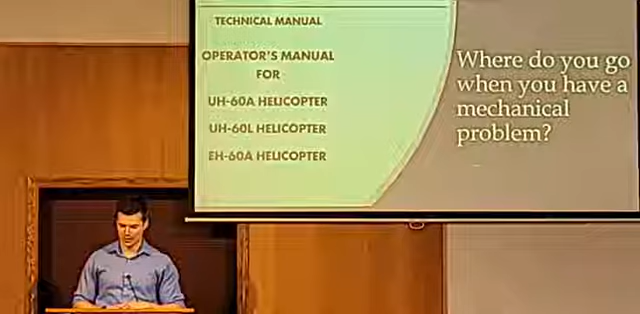 TECHNICAL MANUAL
OPERATOR'S MANUAL
FOR
UH-60A HELICOPTER
UH-60L HELICOPTER
EH-60A HELICOPTER
Where do you go
when you have a
mechanical
problem?